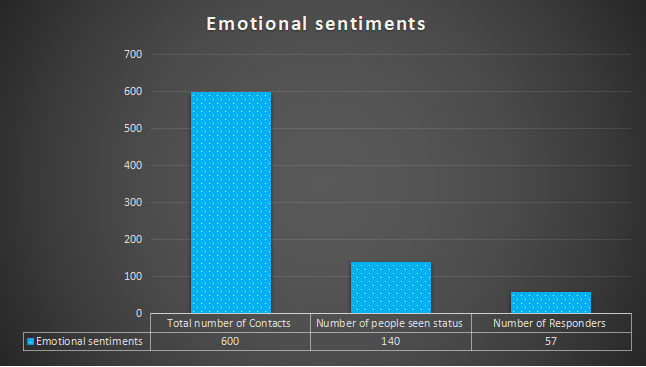 Emotional sentiments
700
600
500
400
300
200
100
0
Total number of Contacts Number of people seen status Number of Responders
Emotional sentiments 600 140 57